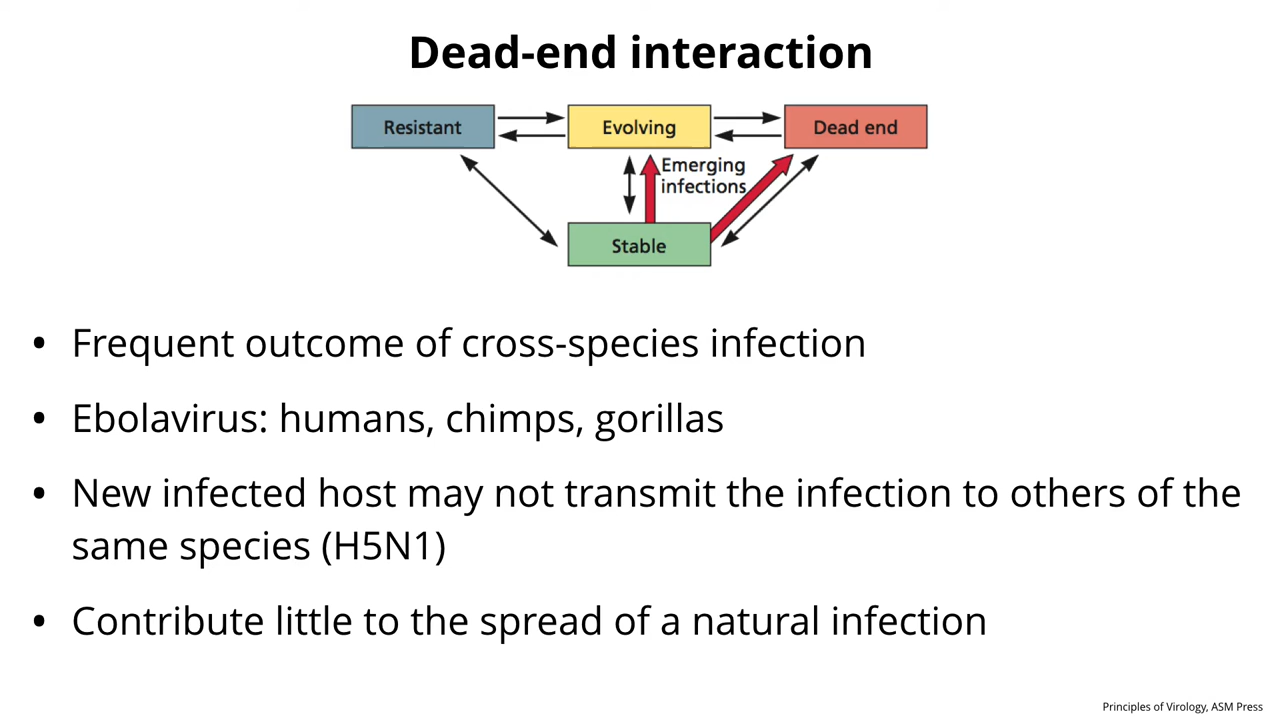 Dead-end interaction
Resistant
Evolving
Dead end
Emerging
infections
Stable
• Frequent outcome of cross-species infection
• Ebolavirus: humans, chimps, gorillas
• New infected host may not transmit the infection to others of the
same species (H5N1)
• Contribute little to the spread of a natural infection
Principles of Virology, ASM Press